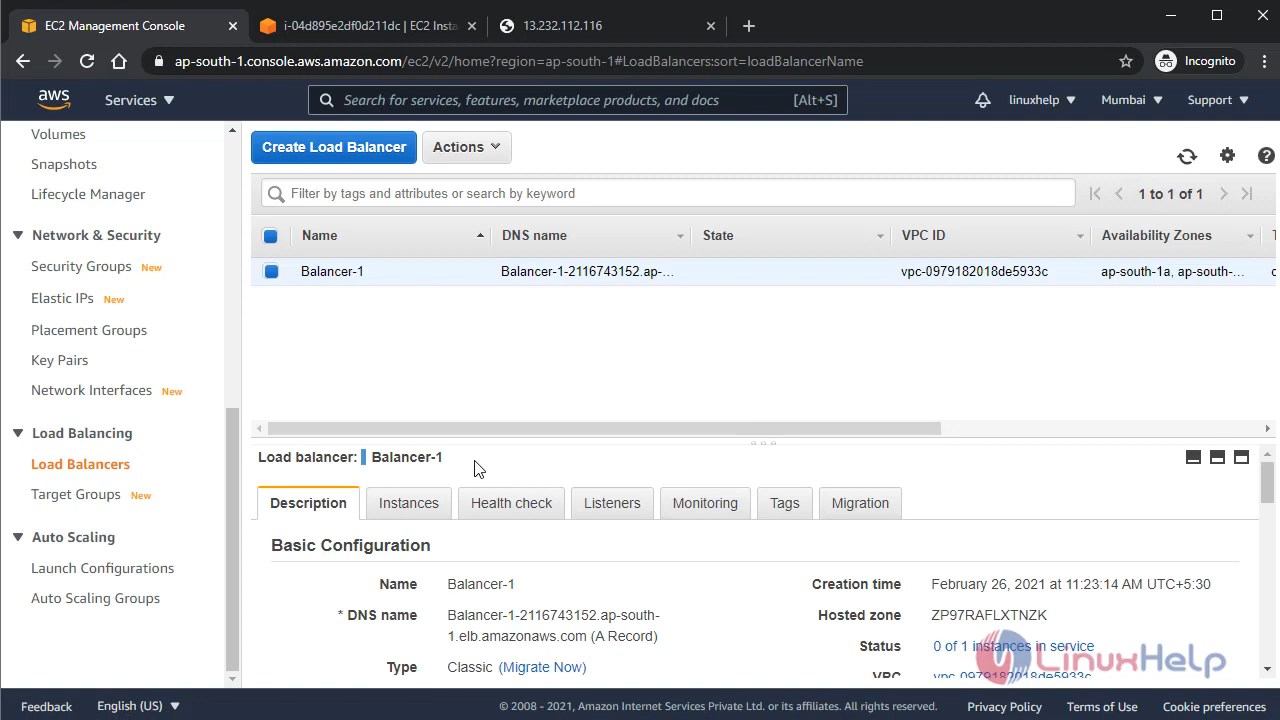 EC2 Management Console
i-04d895e2df0d211dc | EC2 Insta
13.232.112.116
ap-south-1.console.aws.amazon.com/ec2/v2/home?region=ap-south-1#LoadBalancers:sort=loadBalancerName
Incognito
aws
Services
Search for services, features, marketplace products, and docs
[Alt+S]
linuxhelp
Mumbai
Support
Volumes
Snapshots
Lifecycle Manager
Network & Security
Security Groups New
Elastic IPs New
Placement Groups
Key Pairs
Network Interfaces New
Load Balancing
Load Balancers
Target Groups New
Auto Scaling
Launch Configurations
Auto Scaling Groups
Create Load Balancer
Actions
Filter by tags and attributes or search by keyword
1 to 1 of 1
Name DNS name State VPC ID Availability Zones T
Balancer-1 Balancer-1-2116743152.ap-... vpc-0979182018de5933c ap-south-1a, ap-south-...
Load balancer: Balancer-1
Description Instances Health check Listeners Monitoring Tags Migration
Basic Configuration
Name Balancer-1
* DNS name Balancer-1-2116743152.ap-south-
1.elb.amazonaws.com (A Record)
Type Classic (Migrate Now)
Creation time February 26, 2021 at 11:23:14 AM UTC+5:30
Hosted zone ZP97RAFLXTNZK
Status 0 of 1 instances in service
VPC vpc-0979182018de5933c
LinuxHelp
Feedback
English (US)
© 2008 - 2021, Amazon Internet Services Private Ltd. or its affiliates. All rights reserved.
Privacy Policy
Terms of Use
Cookie preferences